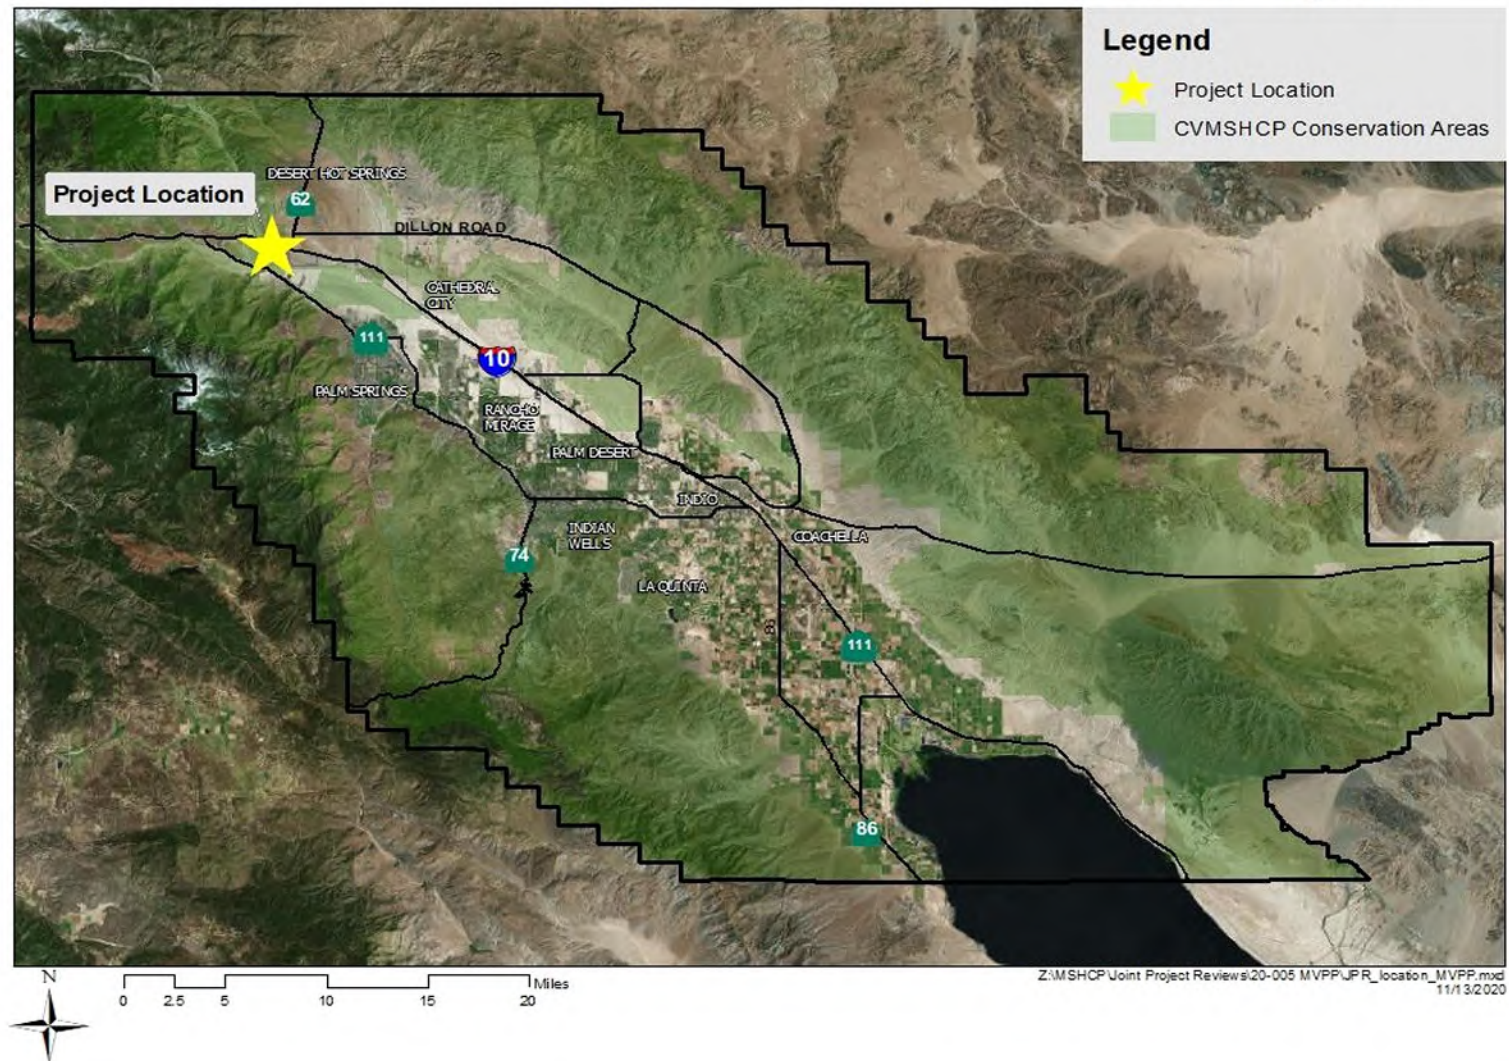 Legend
Project Location
CVMSHCP Conservation Areas
DESERT HOT SPRINGS
Project Location
62
DILLON ROAD
CATHEDRAL
CITY
111
10
PALM SPRINGS
RANCHO
MIRAGE
PALM DESERT
INDIO
INDIAN
WELLS
COACHELLA
74
LA QUINTA
86
111
86
N
Miles
0 2.5 5 10 15 20
Z:\MSHCP\Joint Project Reviews\20-005 MVPP\JPR_location_MVPP.mxd
11/13/2020